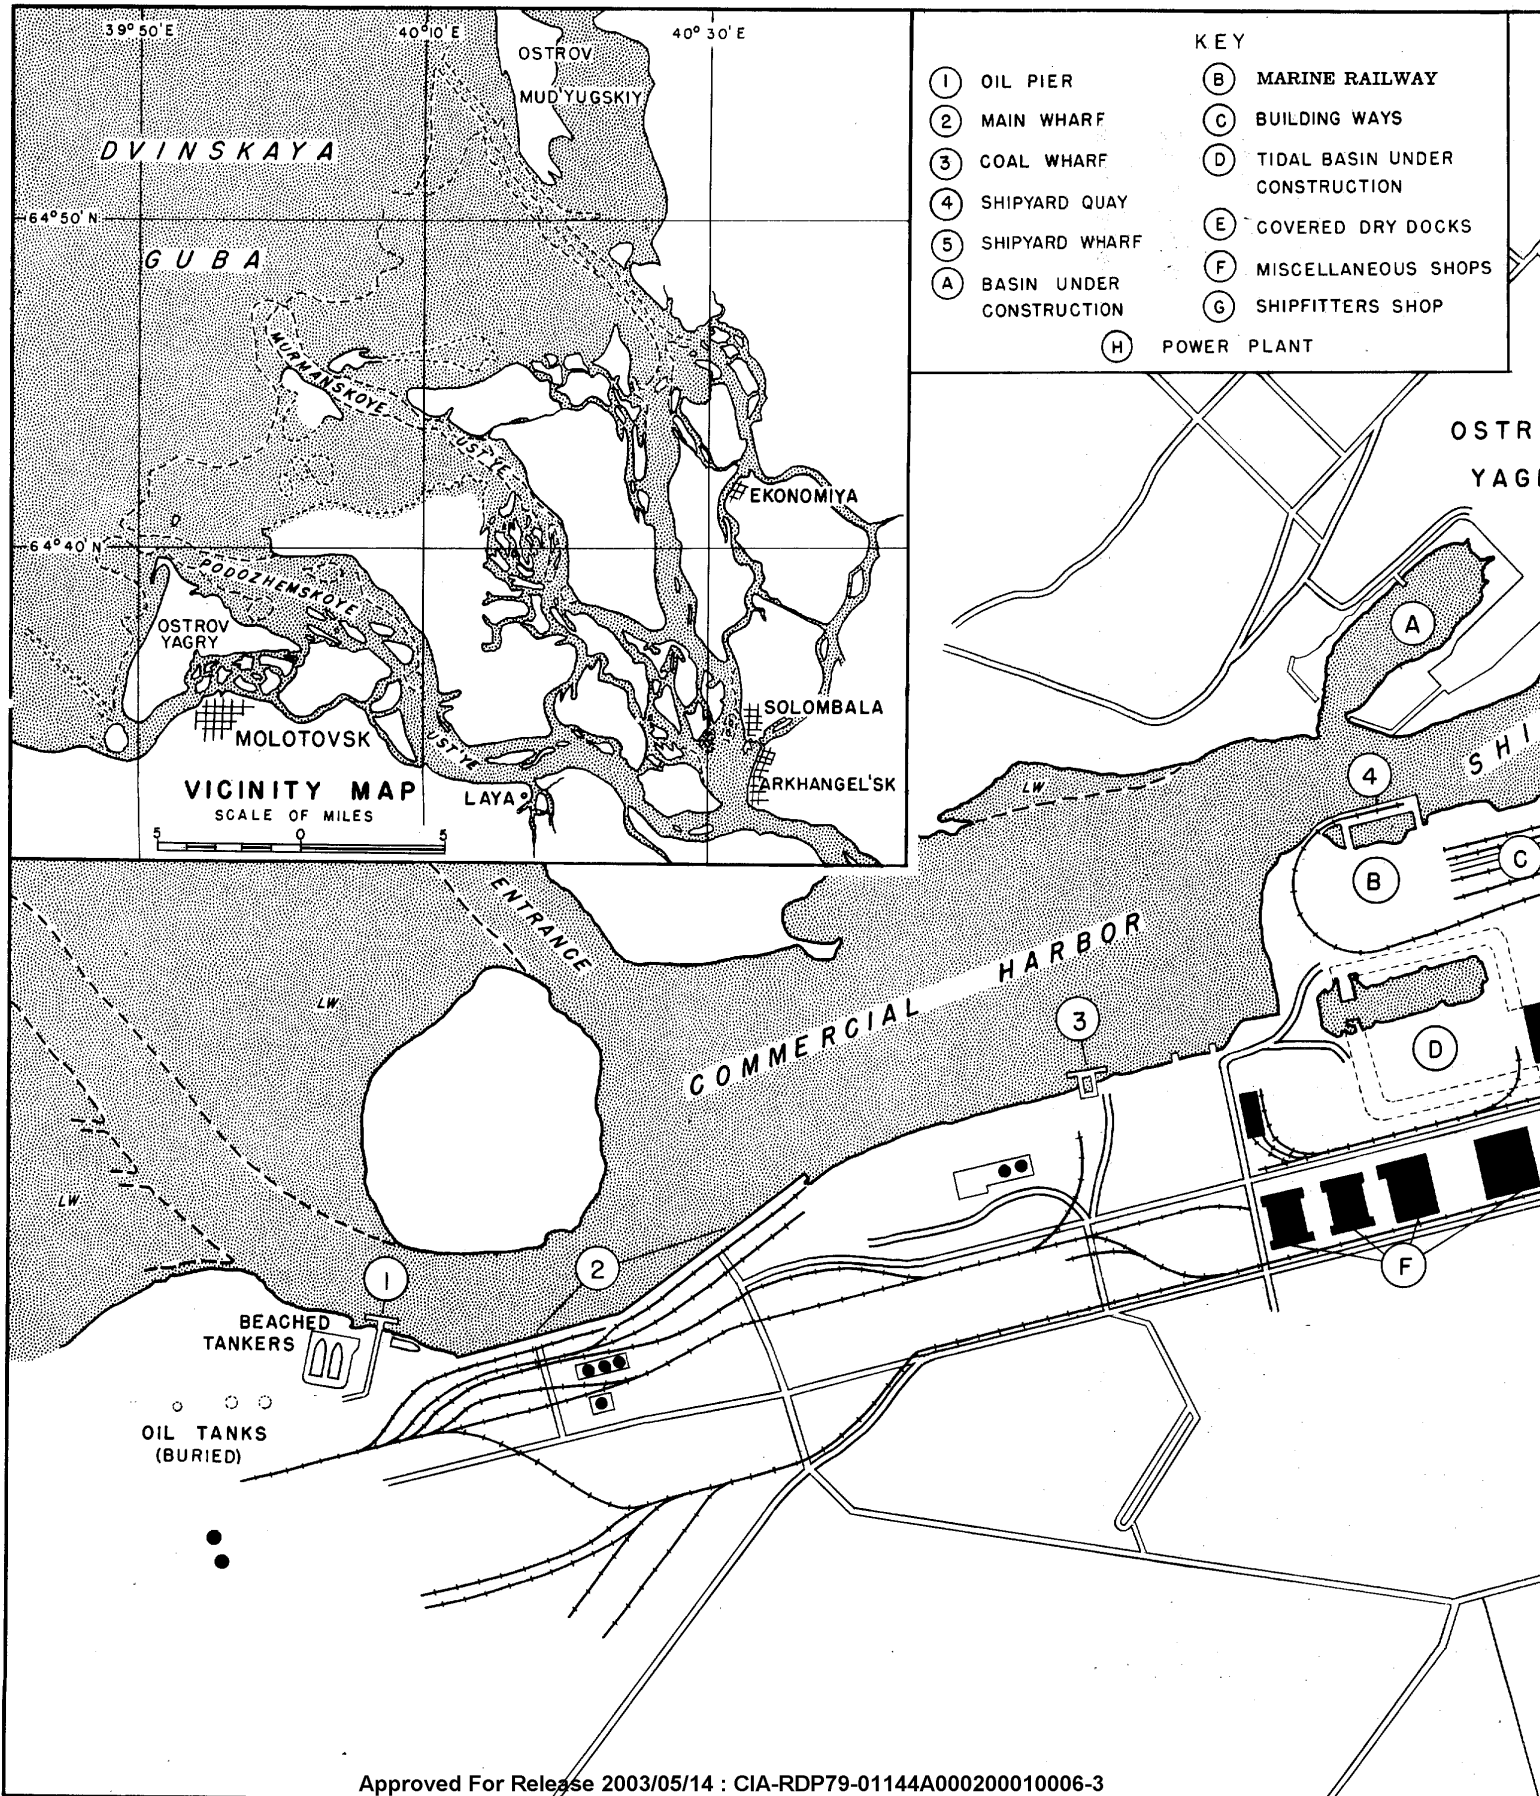 39°50'E
40°10'E
40°30'E
OSTROV
MUD'YUGSKIY
DVINSKAYA
64°50'N
GUBA
MURMANSKOYE
UST'YE
EKONOMIYA
D
64°40'N
PODOZHEMSKOYE
OSTROV
YAGRY
SOLOMBALA
MOLOTOVSK
UST'YE
ARKHANGEL'SK
LAYA
VICINITY MAP
SCALE OF MILES
5 0 5
KEY
1 OIL PIER
2 MAIN WHARF
3 COAL WHARF
4 SHIPYARD QUAY
5 SHIPYARD WHARF
A BASIN UNDER
CONSTRUCTION
B MARINE RAILWAY
C BUILDING WAYS
D TIDAL BASIN UNDER
CONSTRUCTION
E COVERED DRY DOCKS
F MISCELLANEOUS SHOPS
G SHIPFITTERS SHOP
H POWER PLANT
OSTR
YAG
A
SHI
4
LW
B
C
ENTRANCE
COMMERCIAL HARBOR
LW
3
D
LW
1
2
F
BEACHED
TANKERS
OIL TANKS
(BURIED)
Approved For Release 2003/05/14 : CIA-RDP79-01144A000200010006-3